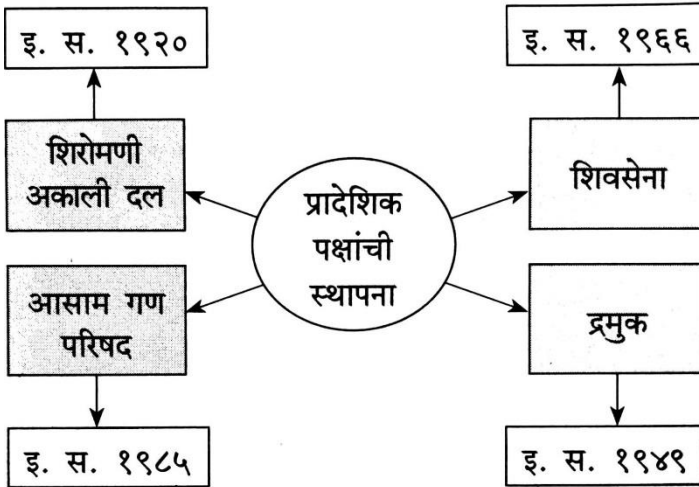 इ. स. १९२०
इ. स. १९६६
शिरोमणी
अकाली दल
शिवसेना
प्रादेशिक
पक्षांची
स्थापना
आसाम गण
परिषद
द्रमुक
इ. स. १९८५
इ. स. १९४९